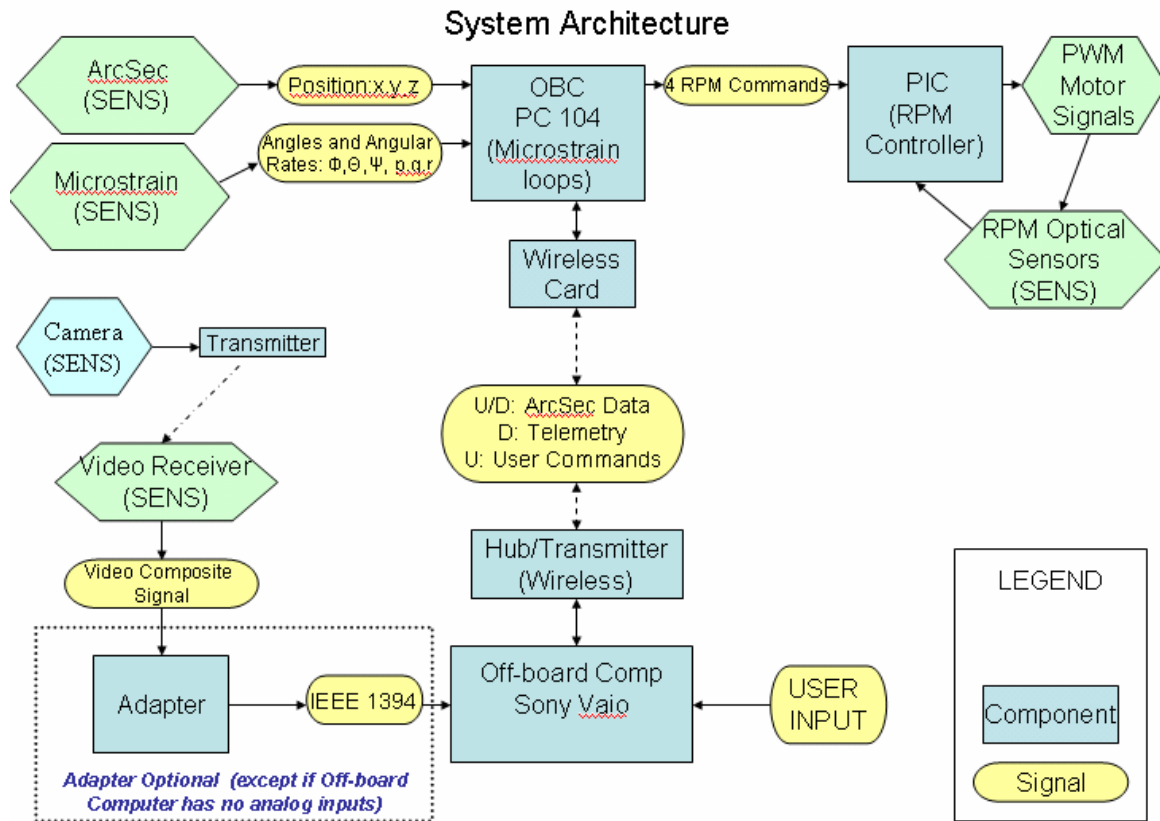 System Architecture
ArcSec
(SENS)
Position:x,y,z
OBC
PC 104
(Microstrain
loops)
4 RPM Commands
PIC
(RPM
Controller)
PWM
Motor
Signals
Angles and Angular
Rates: Φ,Θ,Ψ, p,q,r
Microstrain
(SENS)
RPM Optical
Sensors
(SENS)
Wireless
Card
Camera
(SENS)
Transmitter
U/D: ArcSec Data
D: Telemetry
U: User Commands
Video Receiver
(SENS)
Hub/Transmitter
(Wireless)
Video Composite
Signal
Adapter
IEEE 1394
Off-board Comp
Sony Vaio
USER
INPUT
Adapter Optional (except if Off-board
Computer has no analog inputs)
LEGEND
Component
Signal